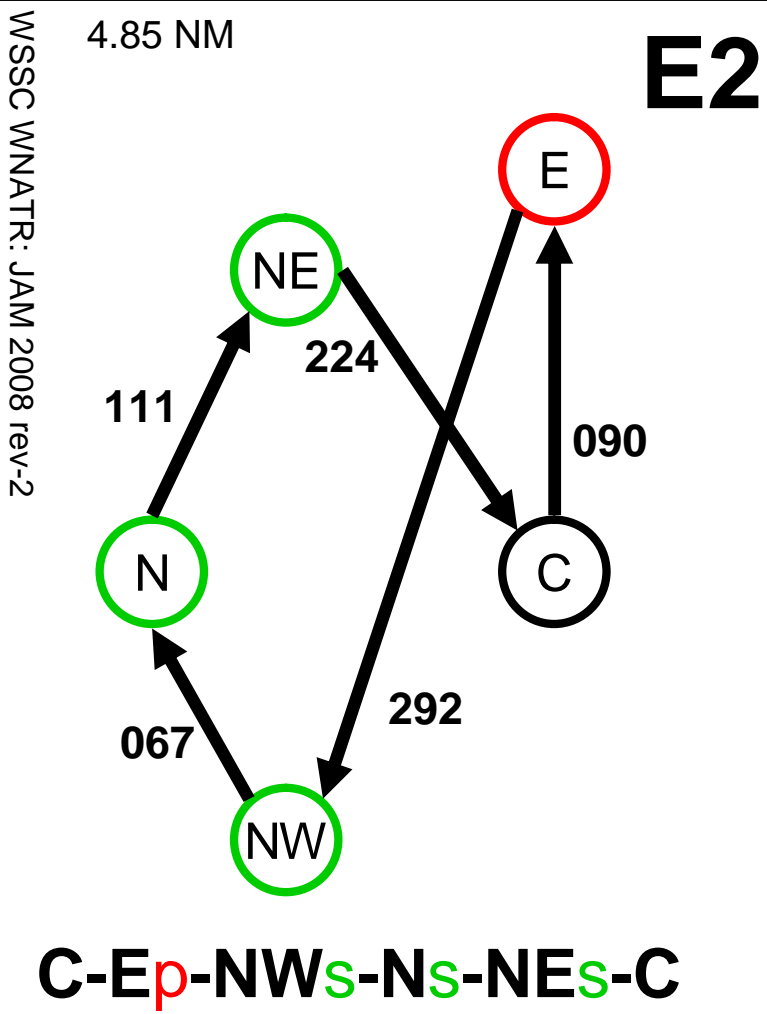 WSSC WNATR: JAM 2008 rev-2
4.85 NM
E2
E
NE
224
111
090
N
C
292
067
NW
C-Ep-NWs-Ns-NEs-C